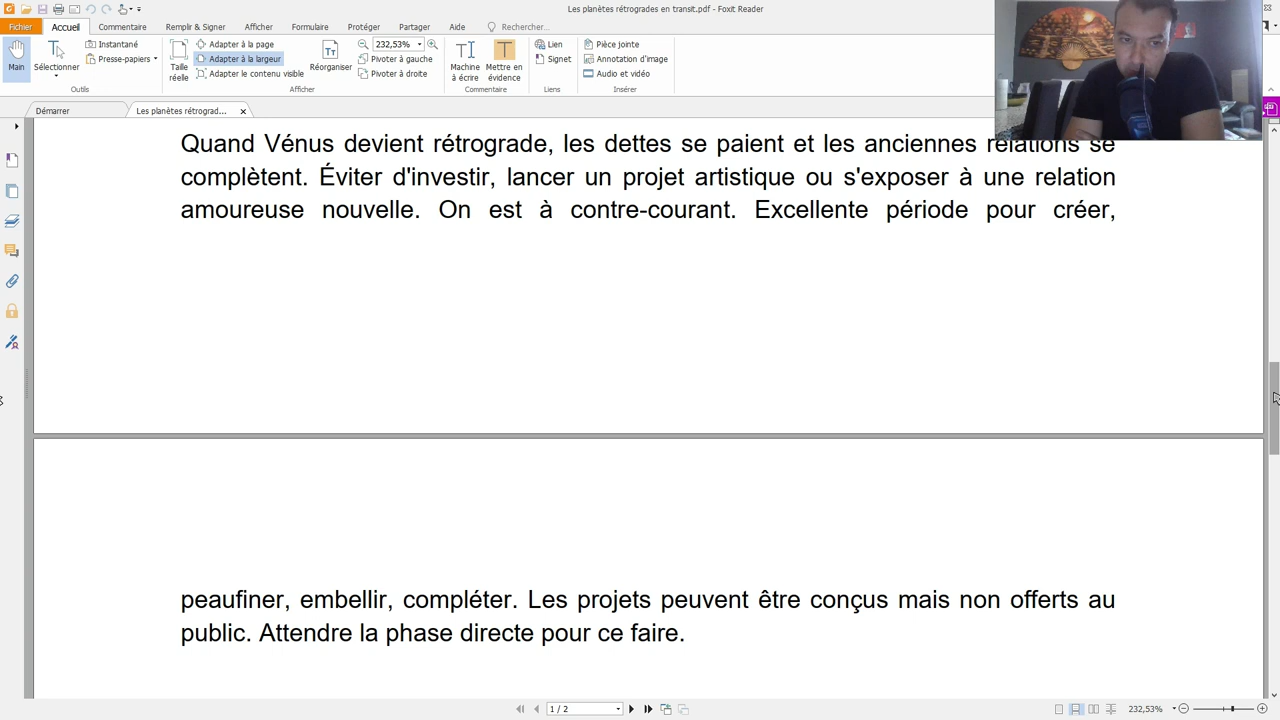 Les planètes rétrogrades en transit.pdf - Foxit Reader
Fichier Accueil Commentaire Remplir & Signer Afficher Formulaire Protéger Partager Aide Rechercher...
Main
Sélectionner
Instantané
Presse-papiers
Outils
Taille réelle
Adapter à la page
Adapter à la largeur
Adapter le contenu visible
Réorganiser
232,53%
Pivoter à gauche
Pivoter à droite
Afficher
Machine à écrire
Mettre en évidence
Commentaire
Lien
Signet
Liens
Pièce jointe
Annotation d'image
Audio et vidéo
Insérer
Démarrer
Les planètes rétrograd...
Quand Vénus devient rétrograde, les dettes se paient et les anciennes relations se
complètent. Éviter d'investir, lancer un projet artistique ou s'exposer à une relation
amoureuse nouvelle. On est à contre-courant. Excellente période pour créer,
peaufiner, embellir, compléter. Les projets peuvent être conçus mais non offerts au
public. Attendre la phase directe pour ce faire.
1 / 2
232,53%